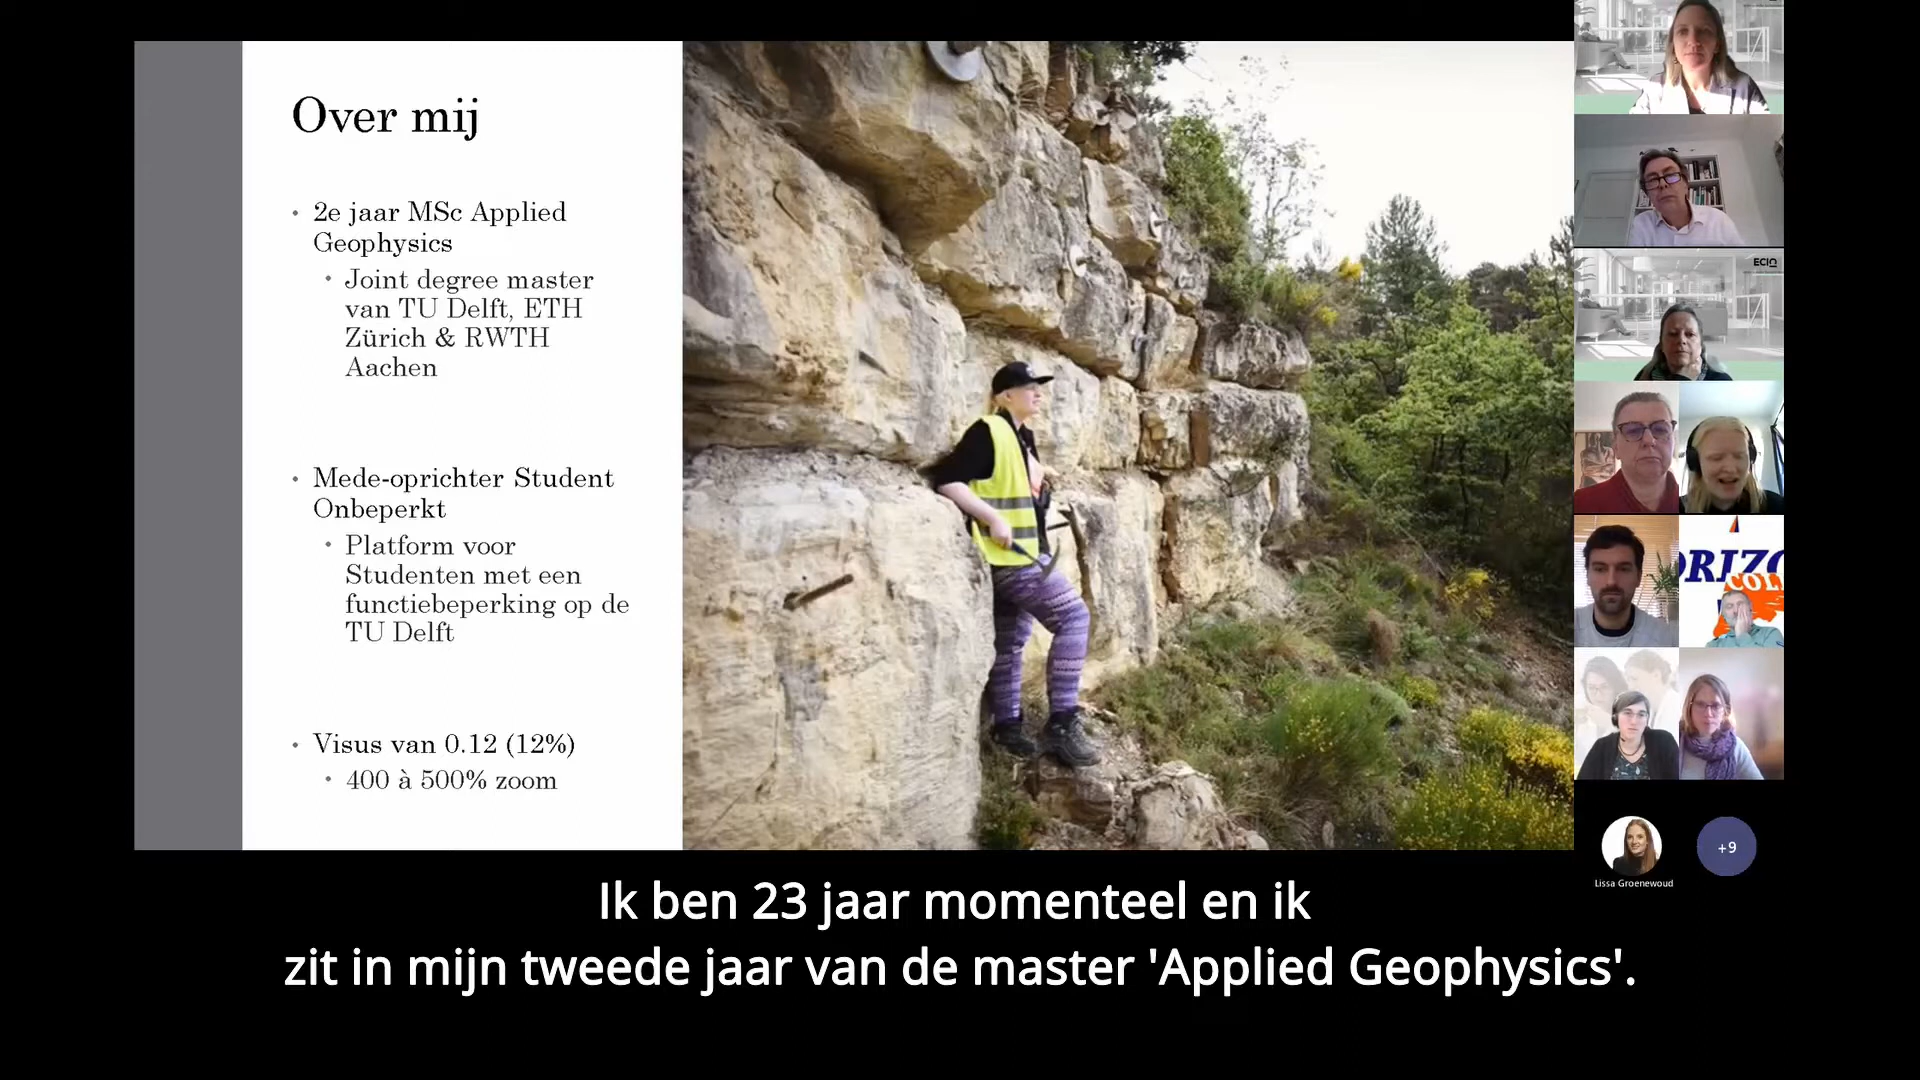 Over mij
• 2e jaar MSc Applied
Geophysics
• Joint degree master
van TU Delft, ETH
Zürich & RWTH
Aachen
• Mede-oprichter Student
Onbeperkt
• Platform voor
Studenten met een
functiebeperking op de
TU Delft
• Visus van 0.12 (12%)
• 400 à 500% zoom
ECIO
ORIZO
COL
+9
Lissa Groenewoud
Ik ben 23 jaar momenteel en ik
zit in mijn tweede jaar van de master 'Applied Geophysics'.